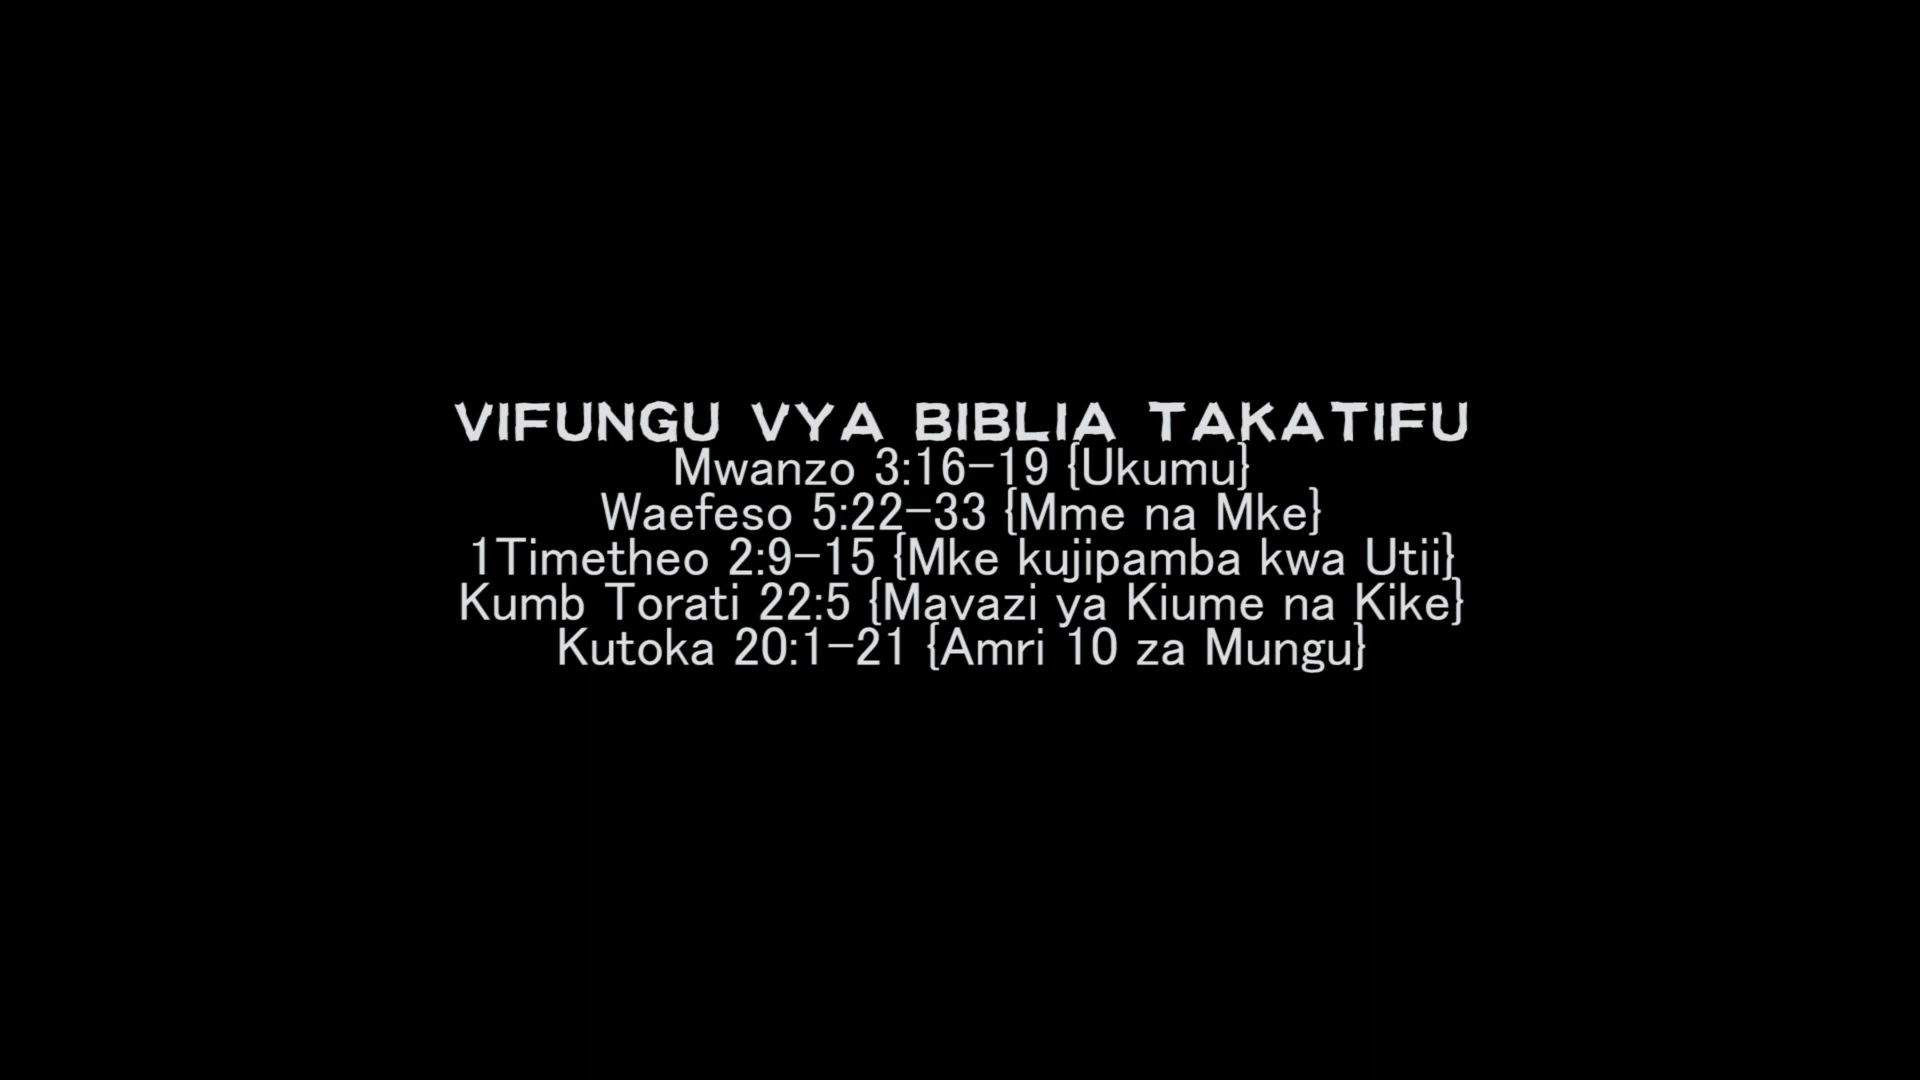 VIFUNGU VYA BIBLIA TAKATIFU
Mwanzo 3:16-19 {Ukumu}
Waefeso 5:22-33 {Mme na Mke}
1Timetheo 2:9-15 {Mke kujipamba kwa Utii}
Kumb Torati 22:5 {Mavazi ya Kiume na Kike}
Kutoka 20:1-21 {Amri 10 za Mungu}